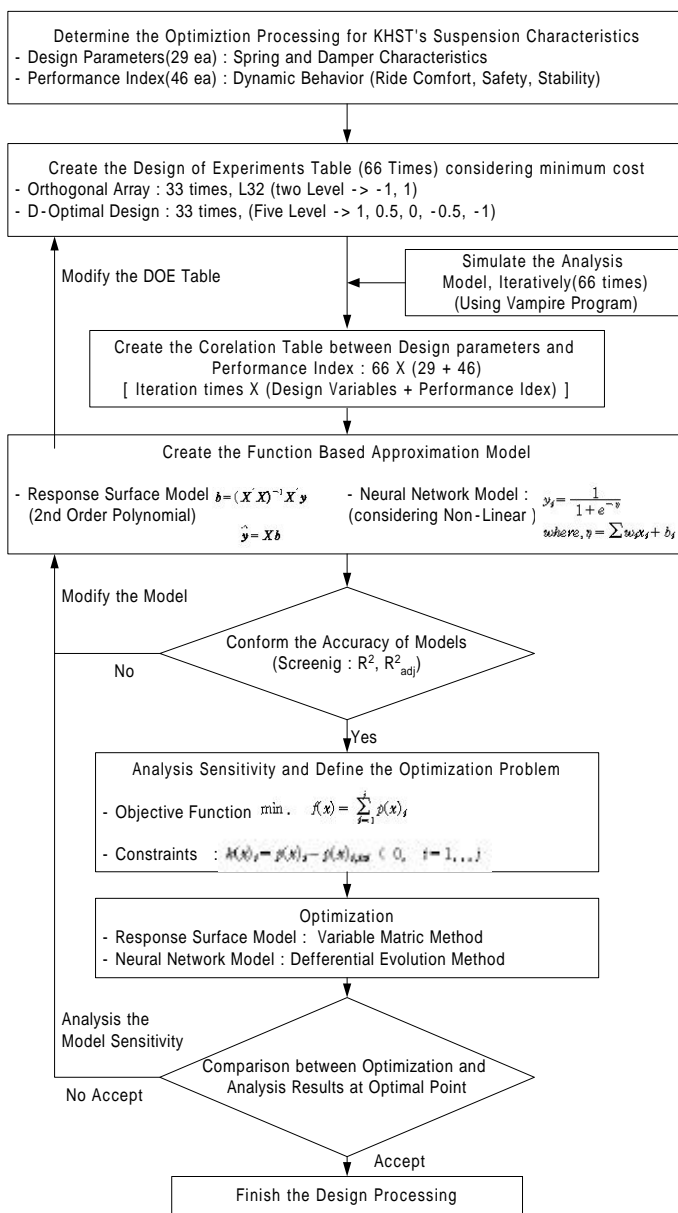 Determine the Optimiztion Processing for KHST's Suspension Characteristics
- Design Parameters(29 ea) : Spring and Damper Characteristics
- Performance Index(46 ea) : Dynamic Behavior (Ride Comfort, Safety, Stability)
Create the Design of Experiments Table (66 Times) considering minimum cost
- Orthogonal Array : 33 times, L32 (two Level -> -1, 1)
- D-Optimal Design : 33 times, (Five Level -> 1, 0.5, 0, -0.5, -1)
Modify the DOE Table
Simulate the Analysis
Model, Iteratively(66 times)
(Using Vampire Program)
Create the Corelation Table between Design parameters and
Performance Index : 66 X (29 + 46)
[ Iteration times X (Design Variables + Performance Idex) ]
Create the Function Based Approximation Model
- Response Surface Model b=(X'X)⁻¹X'y
(2nd Order Polynomial)
ŷ=Xb
- Neural Network Model :
(considering Non-Linear )
yᵢ= 1 / 1+e^-η
where, η=∑wᵢxᵢ+bᵢ
Modify the Model
Conform the Accuracy of Models
(Screenig : R², R²adj)
No
Yes
Analysis Sensitivity and Define the Optimization Problem
- Objective Function min. f(x)=∑p(x)ᵢ
- Constraints :
Optimization
- Response Surface Model : Variable Matric Method
- Neural Network Model : Defferential Evolution Method
Analysis the
Model Sensitivity
Comparison between Optimization and
Analysis Results at Optimal Point
No Accept
Accept
Finish the Design Processing